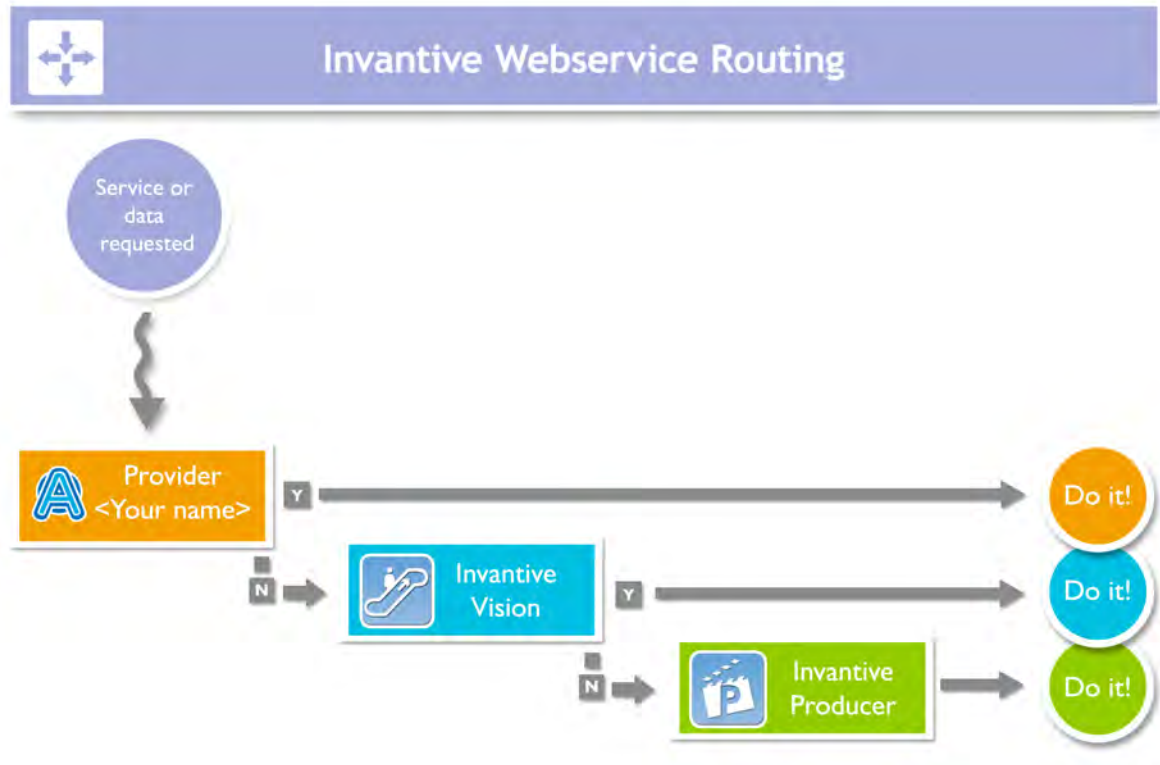 Invantive Webservice Routing
Service or
data
requested
Provider
<Your name>
Y
Do it!
N
Invantive
Vision
Y
Do it!
N
P
Invantive
Producer
Do it!